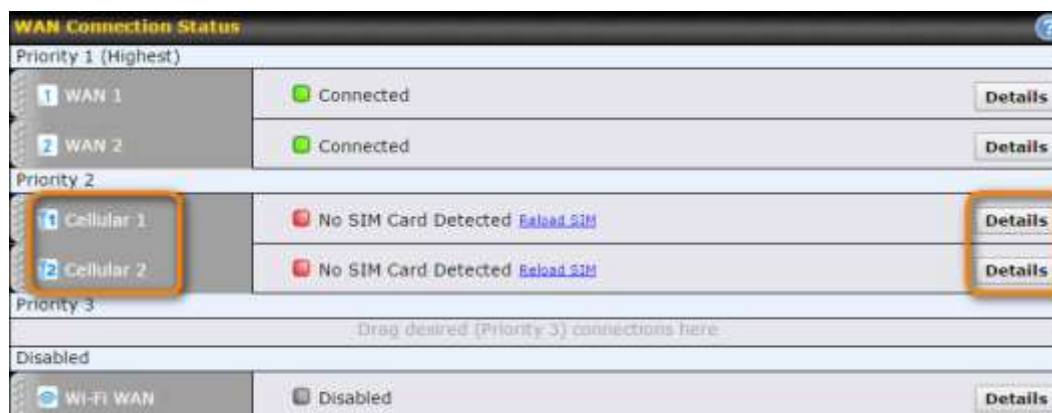 WAN Connection Status ?
Priority 1 (Highest)
1 WAN 1 Connected Details
2 WAN 2 Connected Details
Priority 2
1 Cellular 1 No SIM Card Detected Reload SIM Details
2 Cellular 2 No SIM Card Detected Reload SIM Details
Priority 3
Drag desired (Priority 3) connections here
Disabled
Wi-Fi WAN Disabled Details